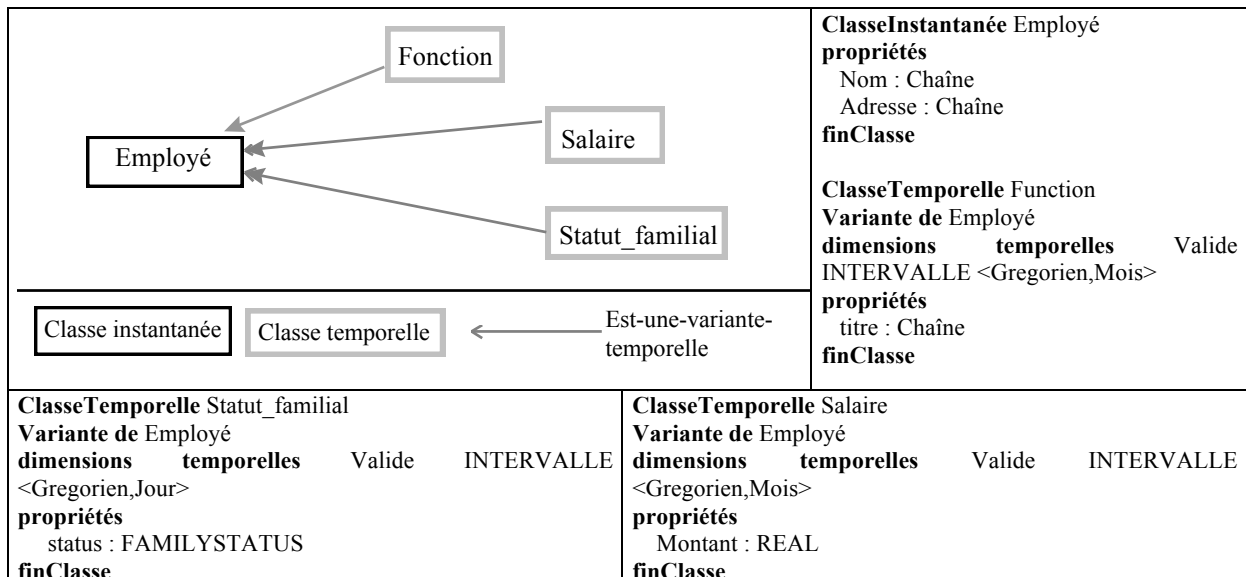 Fonction
Salaire
Employé
Statut_familial
Classe instantanée
Classe temporelle
Est-une-variante-
temporelle
ClasseInstantanée Employé
propriétés
Nom : Chaîne
Adresse : Chaîne
finClasse
ClasseTemporelle Function
Variante de Employé
dimensions temporelles Valide
INTERVALLE <Gregorien,Mois>
propriétés
titre : Chaîne
finClasse
ClasseTemporelle Statut_familial
Variante de Employé
dimensions temporelles Valide INTERVALLE
<Gregorien,Jour>
propriétés
status : FAMILYSTATUS
finClasse
ClasseTemporelle Salaire
Variante de Employé
dimensions temporelles Valide INTERVALLE
<Gregorien,Mois>
propriétés
Montant : REAL
finClasse